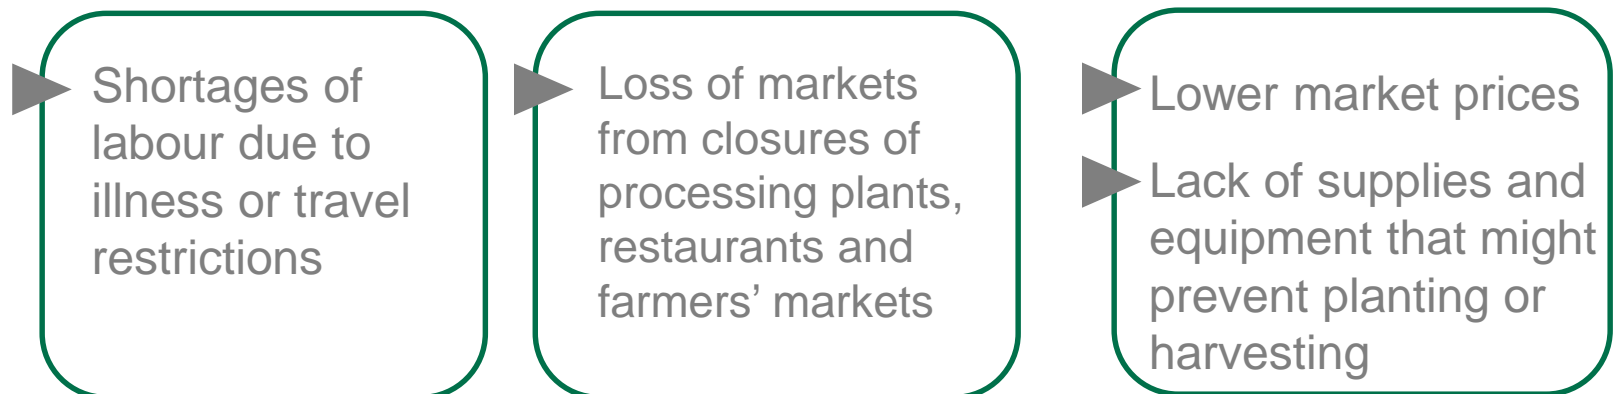 Shortages of
labour due to
illness or travel
restrictions
Loss of markets
from closures of
processing plants,
restaurants and
farmers’ markets
Lower market prices
Lack of supplies and
equipment that might
prevent planting or
harvesting